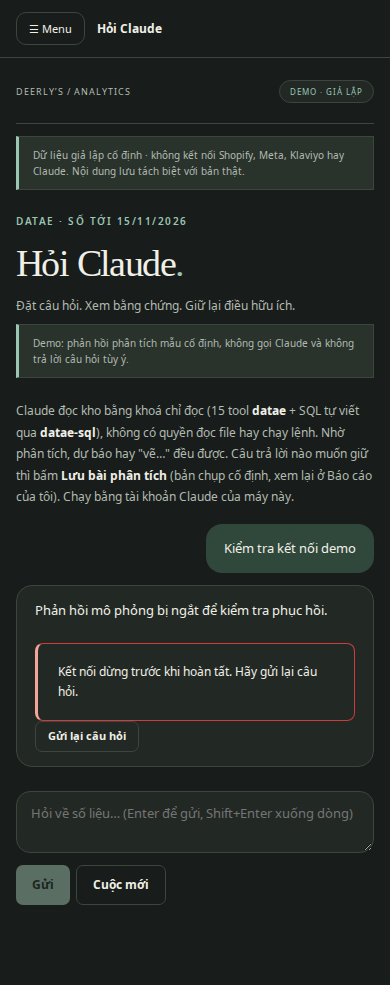 ☰ Menu
Hỏi Claude
DEERLY'S / ANALYTICS
DEMO · GIẢ LẬP
Dữ liệu giả lập cố định · không kết nối Shopify, Meta, Klaviyo hay
Claude. Nội dung lưu tách biệt với bản thật.
DATAE · SỐ TỚI 15/11/2026
Hỏi Claude.
Đặt câu hỏi. Xem bằng chứng. Giữ lại điều hữu ích.
Demo: phản hồi phân tích mẫu cố định, không gọi Claude và không
trả lời câu hỏi tùy ý.
Claude đọc kho bằng khoá chỉ đọc (15 tool datae + SQL tự viết
qua datae-sql), không có quyền đọc file hay chạy lệnh. Nhờ
phân tích, dự báo hay "vẽ…" đều được. Câu trả lời nào muốn giữ
thì bấm Lưu bài phân tích (bản chụp cố định, xem lại ở Báo cáo
của tôi). Chạy bằng tài khoản Claude của máy này.
Kiểm tra kết nối demo
Phản hồi mô phỏng bị ngắt để kiểm tra phục hồi.
Kết nối dừng trước khi hoàn tất. Hãy gửi lại câu
hỏi.
Gửi lại câu hỏi
Hỏi về số liệu… (Enter để gửi, Shift+Enter xuống dòng)
Gửi
Cuộc mới